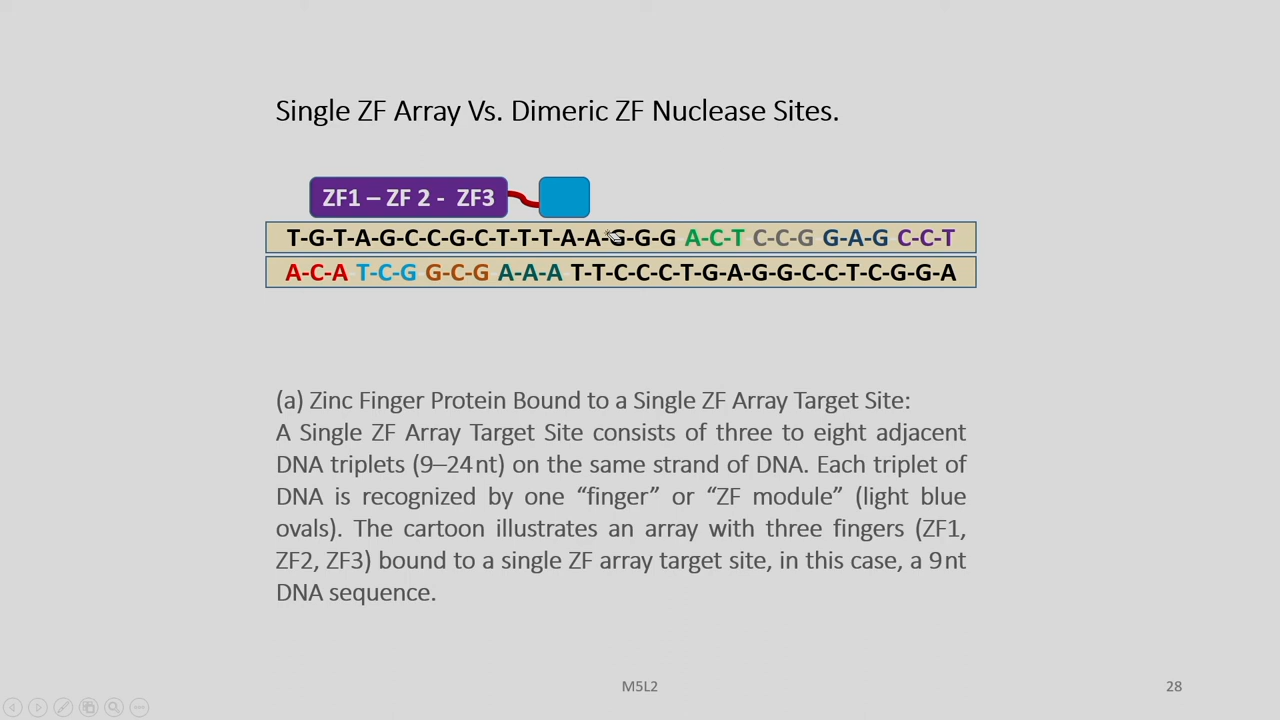 Single ZF Array Vs. Dimeric ZF Nuclease Sites.
ZF1 – ZF 2 - ZF3
T-G-T-A-G-C-C-G-C-T-T-T-A-A-G-G-G A-C-T C-C-G G-A-G C-C-T
A-C-A T-C-G G-C-G A-A-A T-T-C-C-C-T-G-A-G-G-C-C-T-C-G-G-A
(a) Zinc Finger Protein Bound to a Single ZF Array Target Site:
A Single ZF Array Target Site consists of three to eight adjacent
DNA triplets (9–24nt) on the same strand of DNA. Each triplet of
DNA is recognized by one “finger” or “ZF module” (light blue
ovals). The cartoon illustrates an array with three fingers (ZF1,
ZF2, ZF3) bound to a single ZF array target site, in this case, a 9nt
DNA sequence.
M5L2
28